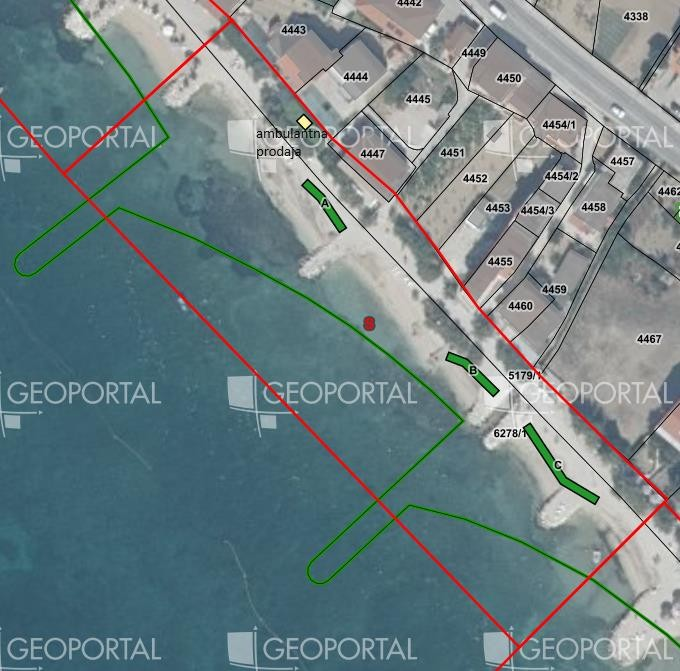 4442
4338
4443
4449
4444
4450
4445
GEOPORTAL
GEOPORTAL
GEOPORTAL
ambulantna
prodaja
4454/1
4447
4451
4457
4452
4454/2
4462
A
4453
4454/3
4458
4455
4459
4460
4467
B
5179/1
GEOPORTAL
GEOPORTAL
GEOPORTAL
6278/1
C
GEOPORTAL
GEOPORTAL
GEOPORTAL